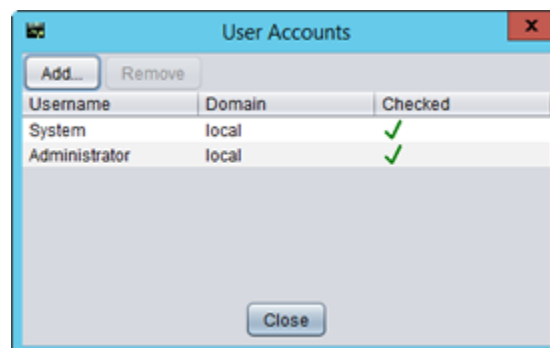 User Accounts
x
Add... Remove
Username Domain Checked
System local
Administrator local
Close